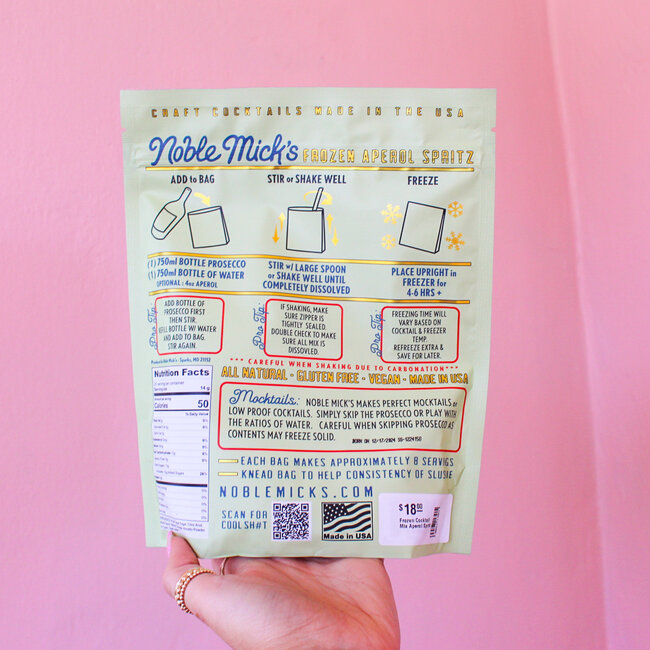 CRAFT COCKTAILS MADE IN THE USA
Noble Mick's FROZEN APEROL SPRITZ
ADD to BAG
STIR or SHAKE WELL
FREEZE
(1) 750ml BOTTLE PROSECCO
(1) 750ml BOTTLE OF WATER
OPTIONAL: 4oz APEROL
STIR w/ LARGE SPOON
or SHAKE WELL UNTIL
COMPLETELY DISSOLVED
PLACE UPRIGHT in
FREEZER for
4-6 HRS +
Pro Tip:
ADD BOTTLE OF
PROSECCO FIRST
THEN STIR.
REFILL BOTTLE W/ WATER
AND ADD TO BAG.
STIR AGAIN.
Pro Tip:
IF SHAKING, MAKE
SURE ZIPPER IS
TIGHTLY SEALED.
DOUBLE CHECK TO MAKE
SURE ALL MIX IS
DISSOVLED.
Pro Tip:
FREEZING TIME WILL
VARY BASED ON
COCKTAIL & FREEZER
TEMP.
REFREEZE EXTRA &
SAVE FOR LATER.
***CAREFUL WHEN SHAKING DUE TO CARBONATION***
ALL NATURAL - GLUTEN FREE - VEGAN - MADE IN USA
Nutrition Facts
Calories 50
Mocktails: NOBLE MICK'S MAKES PERFECT MOCKTAILS or
LOW PROOF COCKTAILS. SIMPLY SKIP THE PROSECCO OR PLAY WITH
THE RATIOS OF WATER. CAREFUL WHEN SKIPPING PROSECCO AS
CONTENTS MAY FREEZE SOLID.
EACH BAG MAKES APPROXIMATELY 8 SERVIGS
KNEAD BAG TO HELP CONSISTENCY OF SLUSIE
NOBLEMICKS.COM
SCAN FOR
COOL SH#T
Made in USA
$18.00
Frozen Cocktail
Mix Aperol